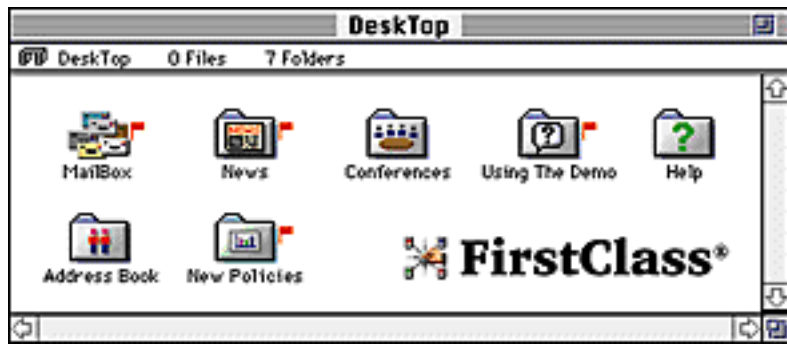 DeskTop
DeskTop 0 Files 7 Folders
MailBox News Conferences Using The Demo Help
Address Book New Policies
FirstClass®